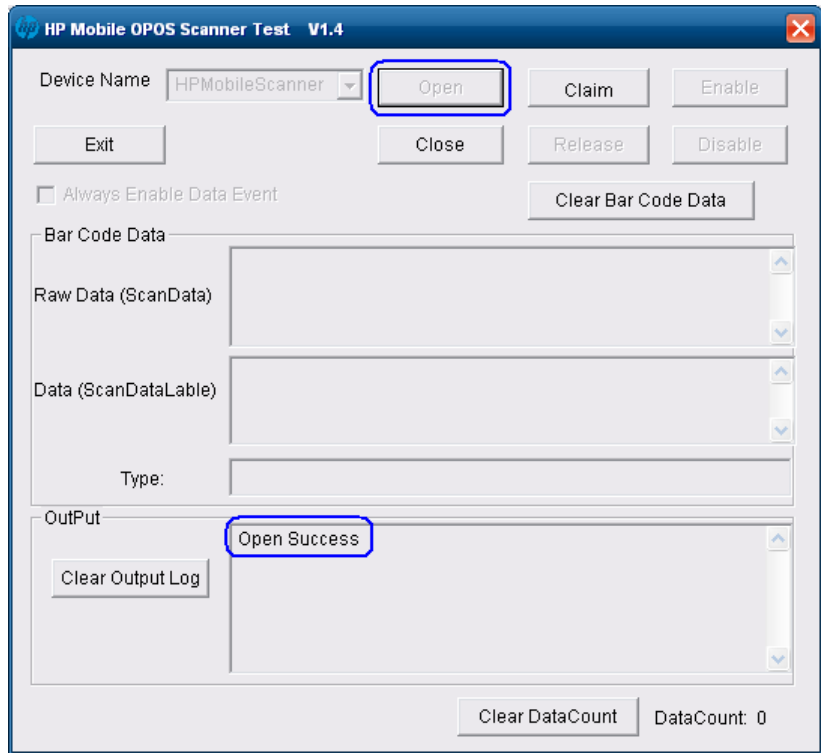 hp HP Mobile OPOS Scanner Test V1.4
Device Name HPMobileScanner Open Claim Enable
Exit Close Release Disable
Always Enable Data Event Clear Bar Code Data
Bar Code Data
Raw Data (ScanData)
Data (ScanDataLable)
Type:
OutPut
Open Success
Clear Output Log
Clear DataCount DataCount: 0